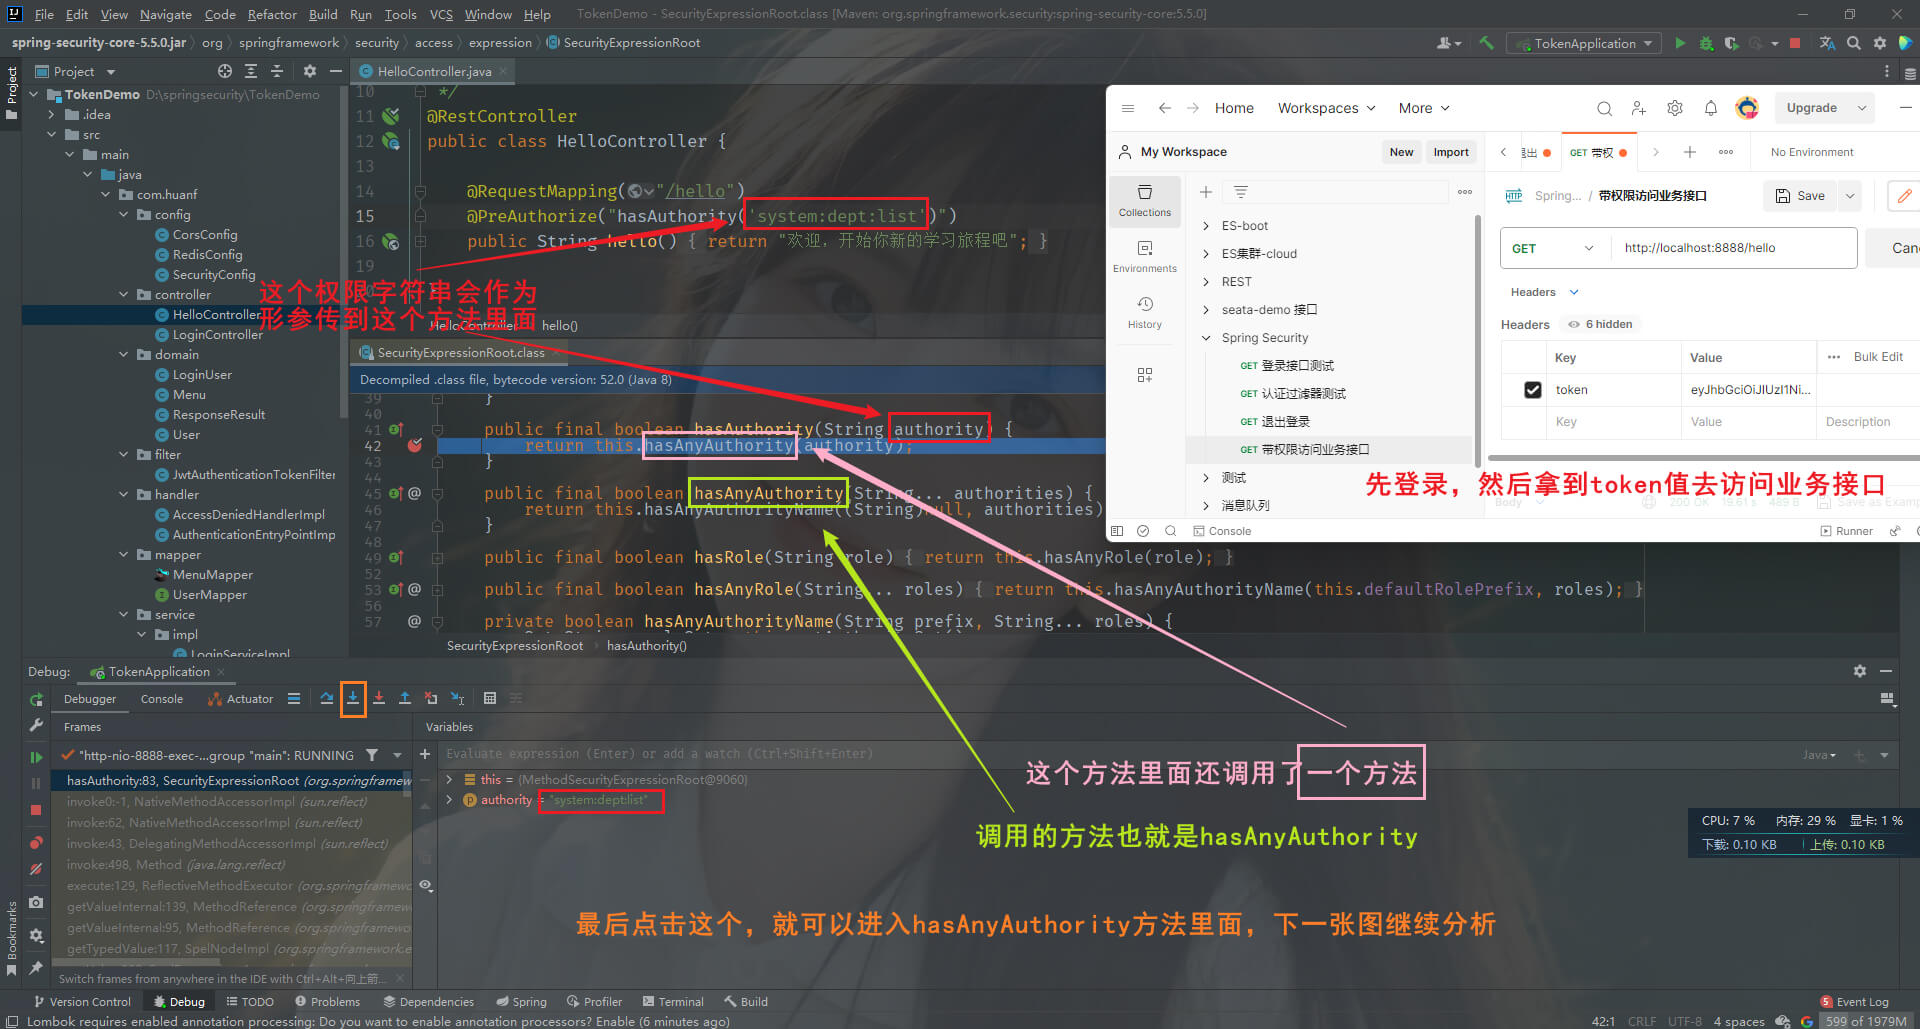 File Edit View Navigate Code Refactor Build Run Tools VCS Window Help TokenDemo - SecurityExpressionRoot.class [Maven: org.springframework.security:spring-security-core:5.5.0]
spring-security-core-5.5.0.jar org springframework security access expression SecurityExpressionRoot
TokenApplication
Project
Project
TokenDemo D:\springsecurity\TokenDemo
.idea
src
main
java
com.huanf
config
CorsConfig
RedisConfig
SecurityConfig
controller
HelloController
LoginController
domain
LoginUser
Menu
ResponseResult
User
filter
JwtAuthenticationTokenFilter
handler
AccessDeniedHandlerImpl
AuthenticationEntryPointImp
mapper
MenuMapper
UserMapper
service
impl
LoginServiceImpl
HelloController.java
10 */
11 @RestController
12 public class HelloController {
13
14 @RequestMapping("/hello")
15 @PreAuthorize("hasAuthority('system:dept:list')")
16 public String hello() { return "欢迎，开始你新的学习旅程吧"; }
19
HelloController hello()
这个权限字符串会作为
形参传到这个方法里面
SecurityExpressionRoot.class
Decompiled .class file, bytecode version: 52.0 (Java 8)
39 }
40
41 public final boolean hasAuthority(String authority) {
42 return this.hasAnyAuthority(authority);
43 }
44
45 @ public final boolean hasAnyAuthority(String... authorities) {
46 return this.hasAnyAuthorityName((String)null, authorities)
47 }
48
49 public final boolean hasRole(String role) { return this.hasAnyRole(role); }
52
53 @ public final boolean hasAnyRole(String... roles) { return this.hasAnyAuthorityName(this.defaultRolePrefix, roles); }
56
57 @ private boolean hasAnyAuthorityName(String prefix, String... roles) {
SecurityExpressionRoot hasAuthority()
Home Workspaces More Upgrade
My Workspace New Import
退出 GET 带权 No Environment
Collections
Environments
History
ES-boot
ES集群-cloud
REST
seata-demo 接口
Spring Security
GET 登录接口测试
GET 认证过滤器测试
GET 退出登录
GET 带权限访问业务接口
测试
消息队列
HTTP Spring... / 带权限访问业务接口 Save
GET http://localhost:8888/hello Canc
Headers
Headers 6 hidden
Key Value Bulk Edit
token eyJhbGciOiJIUzI1Ni...
Key Value Description
先登录，然后拿到token值去访问业务接口
Body 200 OK 19.61 s 489 B Save as Examp
Console Runner
Debug: TokenApplication
Debugger Console Actuator
Frames Variables
"http-nio-8888-exec-...group "main": RUNNING
hasAuthority:83, SecurityExpressionRoot (org.springframew
invoke0:-1, NativeMethodAccessorImpl (sun.reflect)
invoke:62, NativeMethodAccessorImpl (sun.reflect)
invoke:43, DelegatingMethodAccessorImpl (sun.reflect)
invoke:498, Method (java.lang.reflect)
execute:129, ReflectiveMethodExecutor (org.springframewo
getValueInternal:139, MethodReference (org.springframewo
getValueInternal:95, MethodReference (org.springframewor
getTypedValue:117, SpelNodeImpl (org.springframework.e
Switch frames from anywhere in the IDE with Ctrl+Alt+向上箭...
Evaluate expression (Enter) or add a watch (Ctrl+Shift+Enter) Java
this = {MethodSecurityExpressionRoot@9060}
authority = "system:dept:list"
这个方法里面还调用了一个方法
调用的方法也就是hasAnyAuthority
最后点击这个，就可以进入hasAnyAuthority方法里面，下一张图继续分析
CPU: 7 % 内存: 29 % 显卡: 1 %
下载: 0.10 KB 上传: 0.10 KB
Bookmarks
Version Control Debug TODO Problems Dependencies Spring Profiler Terminal Build 5 Event Log
Lombok requires enabled annotation processing: Do you want to enable annotation processors? Enable (6 minutes ago) 42:1 CRLF UTF-8 4 spaces 599 of 1979M